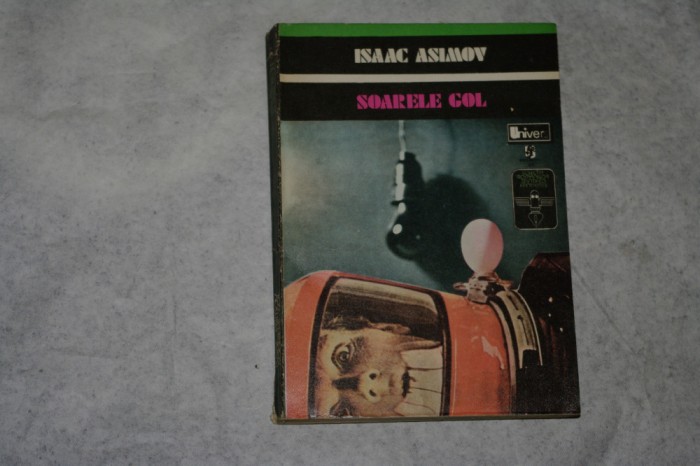 ISAAC ASIMOV
SOARELE GOL
Univers